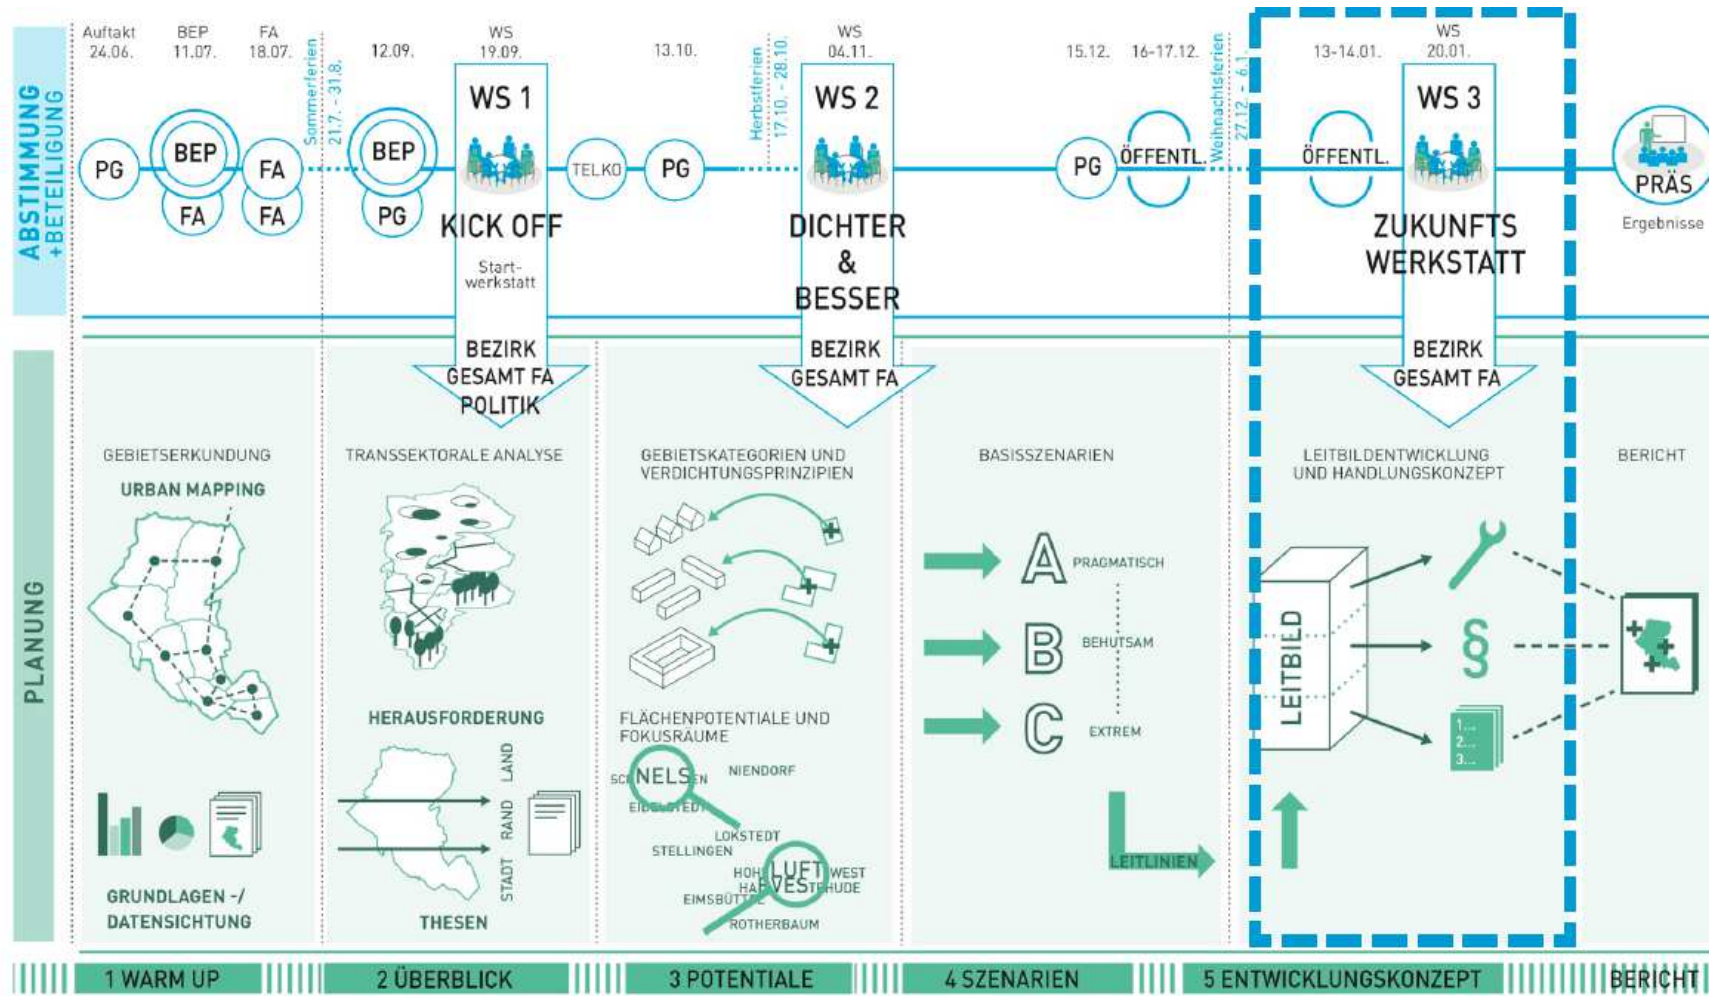 Auftakt
24.06.
BEP
11.07.
FA
18.07.
Sommerferien
21.7. - 31.8.
12.09.
WS
19.09.
13.10.
Herbstferien
17.10. - 28.10.
WS
04.11.
15.12.
16-17.12.
Weihnachtsferien
27.12. - 6.1.
13-14.01.
WS
20.01.
ABSTIMMUNG
+BETEILIGUNG
PG
BEP
FA
FA
FA
BEP
PG
WS 1
KICK OFF
Start-
werkstatt
BEZIRK
GESAMT FA
POLITIK
TELKO
PG
WS 2
DICHTER
&
BESSER
BEZIRK
GESAMT FA
PG
ÖFFENTL.
ÖFFENTL.
WS 3
ZUKUNFTS
WERKSTATT
BEZIRK
GESAMT FA
PRÄS
Ergebnisse
PLANUNG
GEBIETSERKUNDUNG
URBAN MAPPING
GRUNDLAGEN -/
DATENSICHTUNG
TRANSSEKTORALE ANALYSE
HERAUSFORDERUNG
STADT RAND LAND
THESEN
GEBIETSKATEGORIEN UND
VERDICHTUNGSPRINZIPIEN
FLÄCHENPOTENTIALE UND
FOKUSRÄUME
NELS
NIENDORF
LOKSTEDT
STELLINGEN
LUFT WEST
VES
ROTHERBAUM
BASISSZENARIEN
A PRAGMATISCH
B BEHUTSAM
C EXTREM
LEITLINIEN
LEITBILDENTWICKLUNG
UND HANDLUNGSKONZEPT
LEITBILD
§
1...
2...
3...
BERICHT
1 WARM UP
2 ÜBERBLICK
3 POTENTIALE
4 SZENARIEN
5 ENTWICKLUNGSKONZEPT
BERICHT